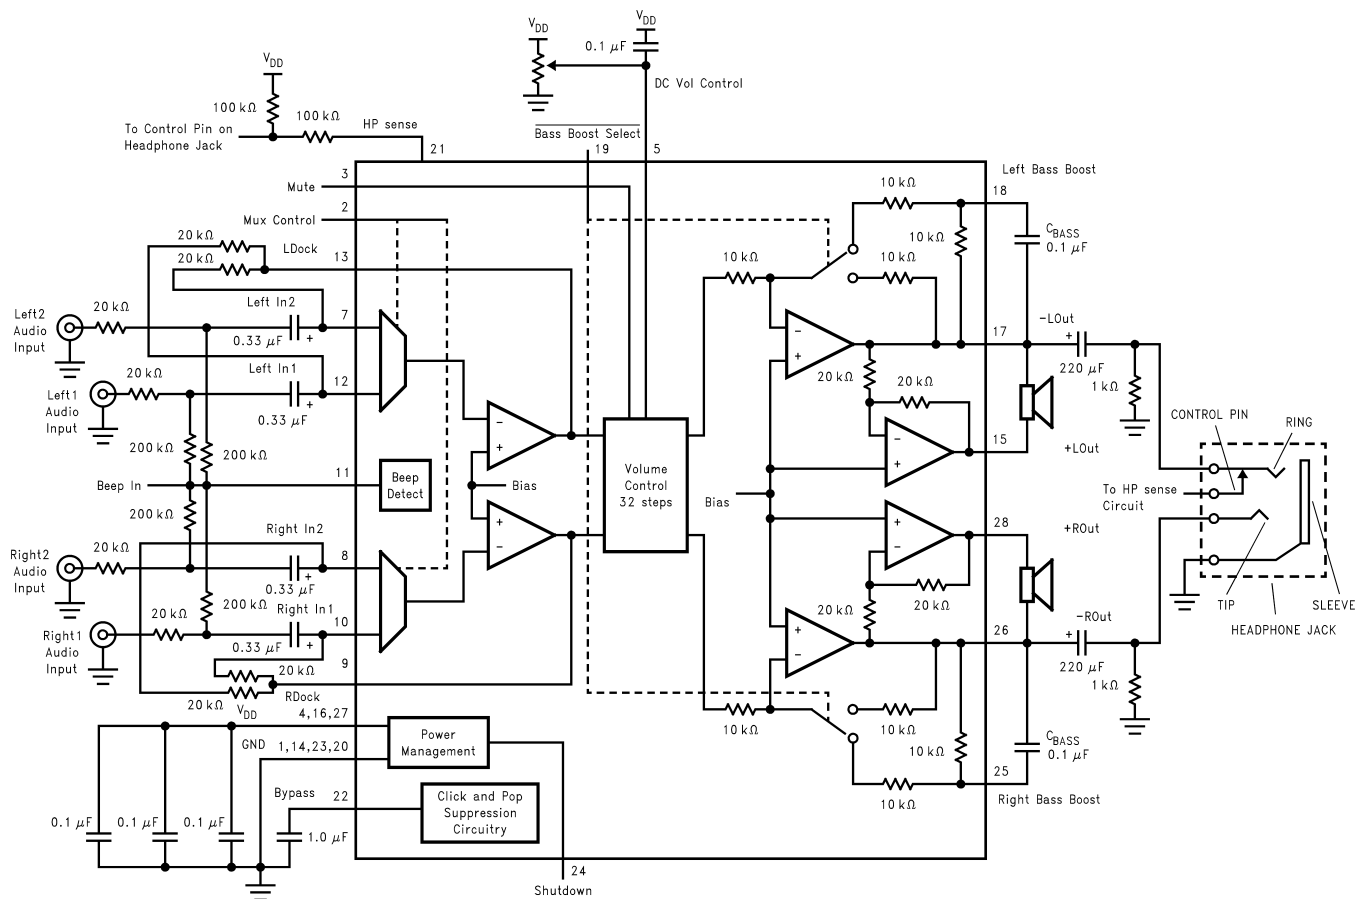 V_DD
V_DD
0.1 µF
V_DD
DC Vol Control
100 kΩ
100 kΩ
HP sense
To Control Pin on
Headphone Jack
Bass Boost Select
21
19
5
3
Mute
Left Bass Boost
18
10 kΩ
2
Mux Control
20 kΩ
LDock
20 kΩ
13
10 kΩ
C_BASS
0.1 µF
10 kΩ
10 kΩ
Left In2
20 kΩ
7
Left2
Audio
Input
0.33 µF
+
17
-LOut
+
−
+
220 µF
1 kΩ
Left In1
20 kΩ
12
Left1
Audio
Input
0.33 µF
+
20 kΩ
20 kΩ
−
+
−
+
15
+LOut
200 kΩ
200 kΩ
CONTROL PIN
RING
Beep In
11
Beep
Detect
Bias
Volume
Control
32 steps
Bias
To HP sense
Circuit
200 kΩ
Right In2
+
−
+
−
28
+ROut
Right2
Audio
Input
20 kΩ
8
0.33 µF
+
20 kΩ
20 kΩ
TIP
SLEEVE
HEADPHONE JACK
200 kΩ
Right In1
20 kΩ
10
Right1
Audio
Input
0.33 µF
+
+
−
26
-ROut
+
220 µF
1 kΩ
9
20 kΩ
20 kΩ
RDock
V_DD
4,16,27
10 kΩ
10 kΩ
10 kΩ
C_BASS
0.1 µF
GND
1,14,23,20
Power
Management
25
Right Bass Boost
10 kΩ
Bypass
22
Click and Pop
Suppression
Circuitry
0.1 µF
0.1 µF
0.1 µF
1.0 µF
24
Shutdown